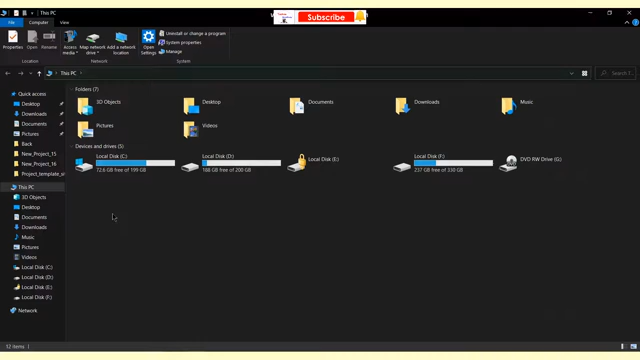 This PC
Subscribe
File
Computer
View
Properties
Open
Rename
Access media
Map network drive
Add a network location
Open Settings
Uninstall or change a program
System properties
Manage
Location
Network
System
This PC
Search T...
Quick access
Desktop
Downloads
Documents
Pictures
Back
New_Project_15
New_Project_16
Project_template_st
This PC
3D Objects
Desktop
Documents
Downloads
Music
Pictures
Videos
Local Disk (C:)
Local Disk (D:)
Local Disk (E:)
Local Disk (F:)
Network
Folders (7)
3D Objects
Desktop
Documents
Downloads
Music
Pictures
Videos
Devices and drives (5)
Local Disk (C:)
72.6 GB free of 199 GB
Local Disk (D:)
188 GB free of 200 GB
Local Disk (E:)
Local Disk (F:)
237 GB free of 330 GB
DVD RW Drive (G:)
12 items